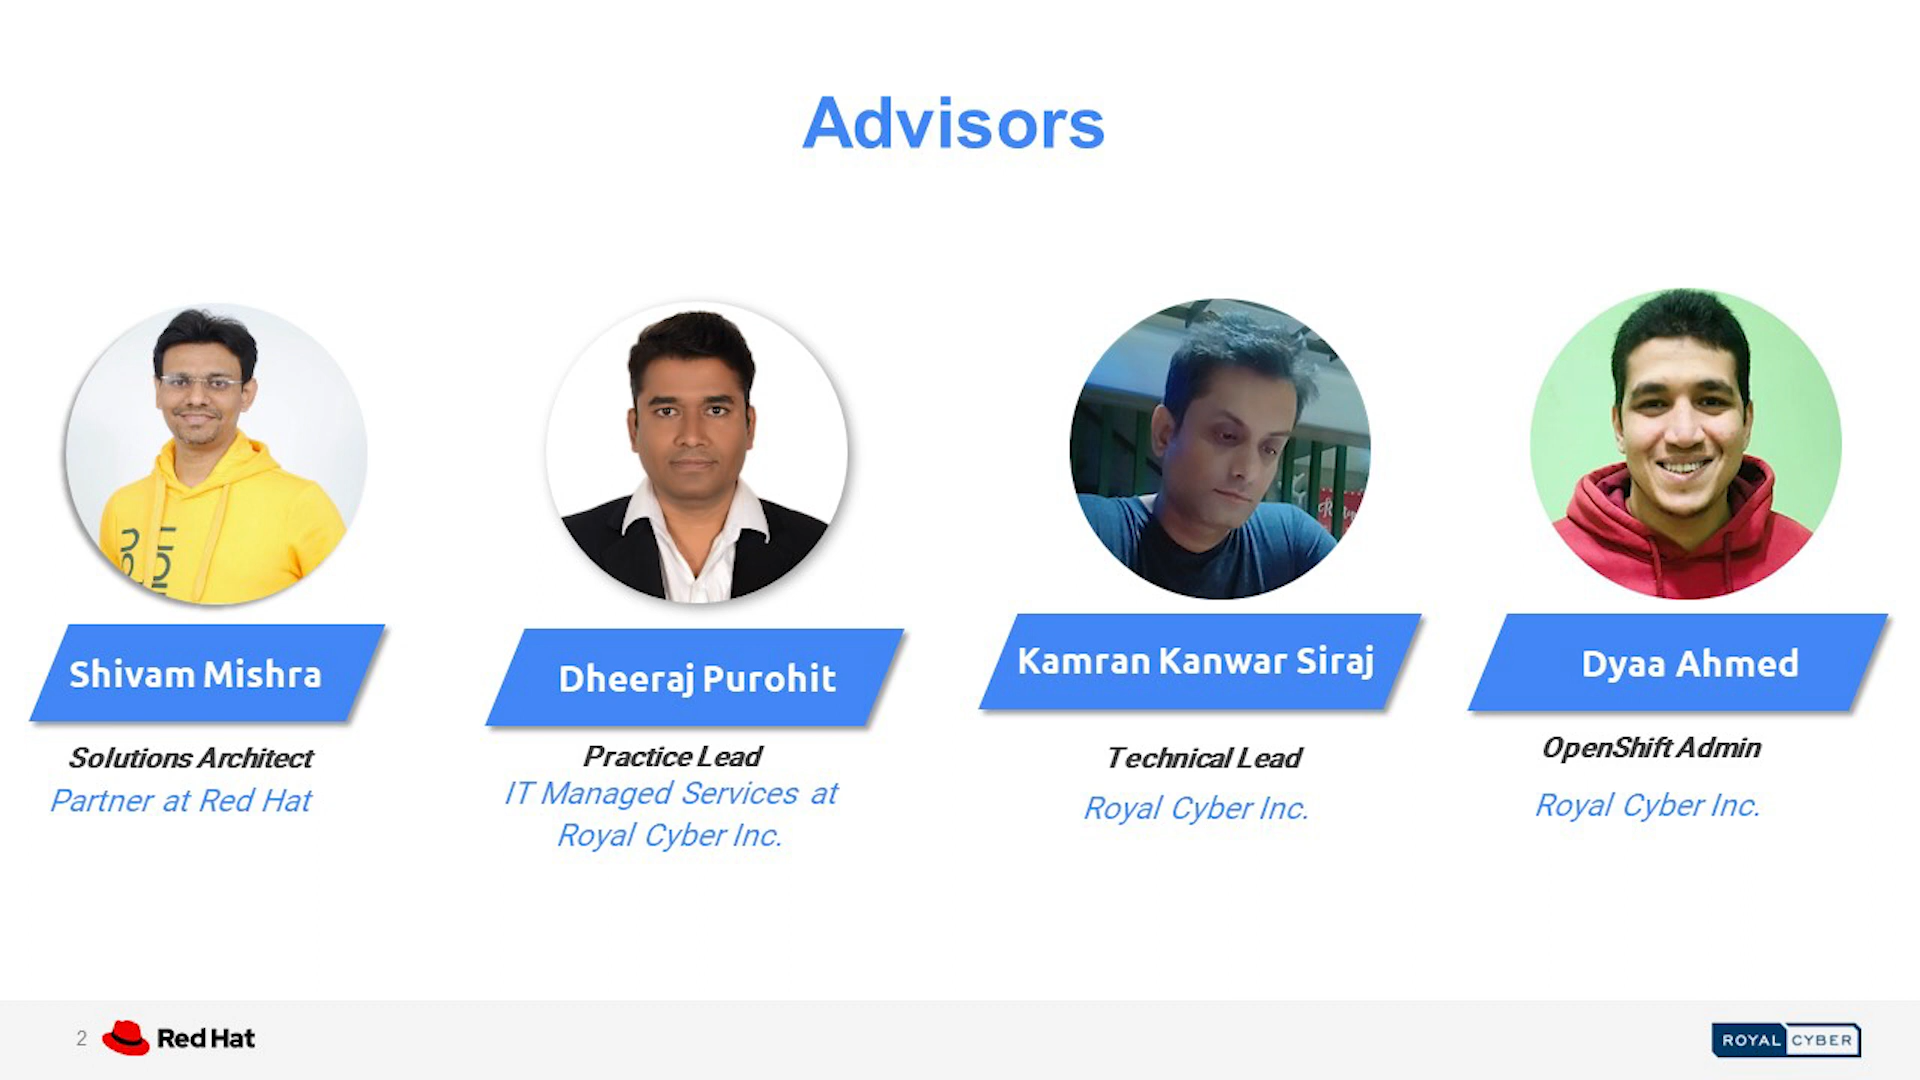 Advisors
Shivam Mishra
Solutions Architect
Partner at Red Hat
Dheeraj Purohit
Practice Lead
IT Managed Services at
Royal Cyber Inc.
Kamran Kanwar Siraj
Technical Lead
Royal Cyber Inc.
Dyaa Ahmed
OpenShift Admin
Royal Cyber Inc.
2
Red Hat
ROYAL CYBER